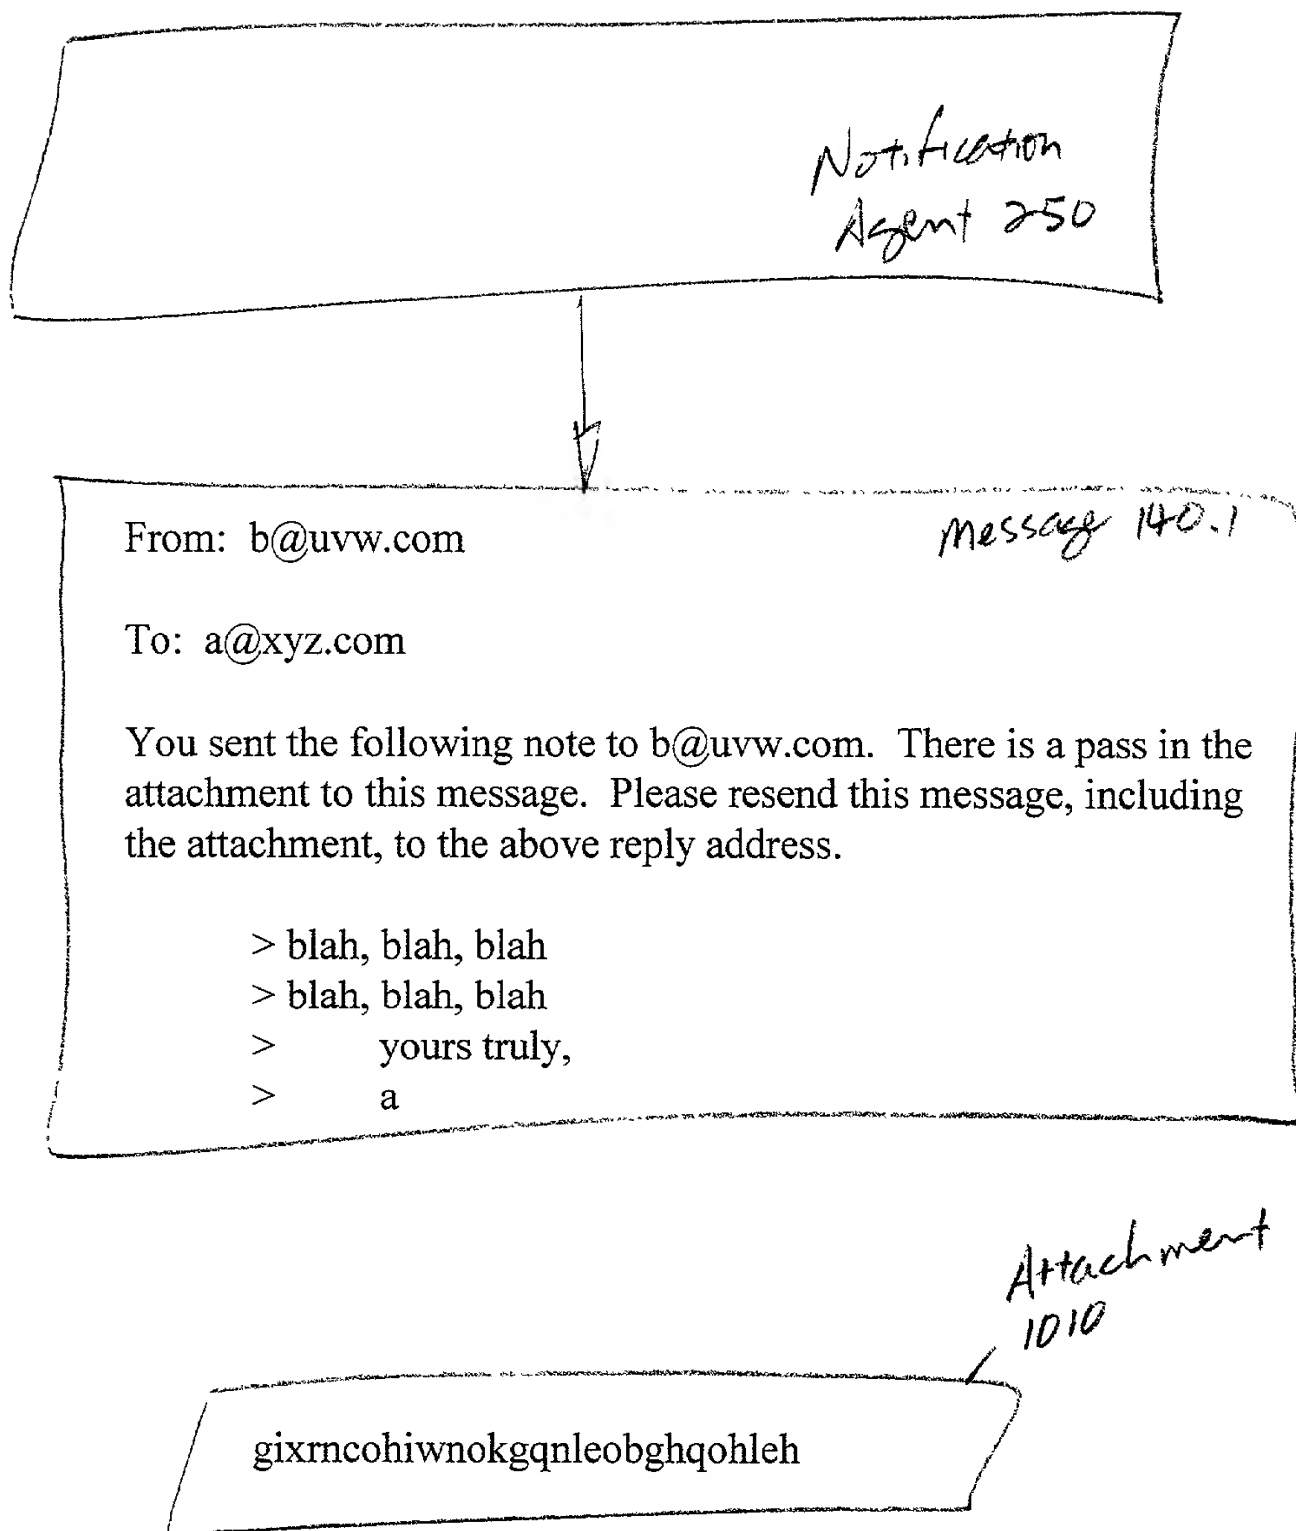 Notification
Agent 250
Message 140.1
From: b@uvw.com
To: a@xyz.com
You sent the following note to b@uvw.com. There is a pass in the
attachment to this message. Please resend this message, including
the attachment, to the above reply address.
> blah, blah, blah
> blah, blah, blah
> yours truly,
> a
Attachment
1010
gixrncohiwnokgqnleobghqohleh